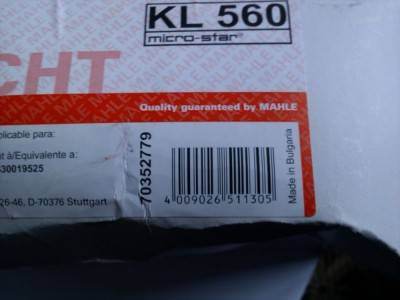 KL 560
micro-star®
CHT
Quality guaranteed by MAHLE
plicable para:
t à/Equivalente a:
30019525
26-46, D-70376 Stuttgart
70352779
4 009026 511305
Made in Bulgaria